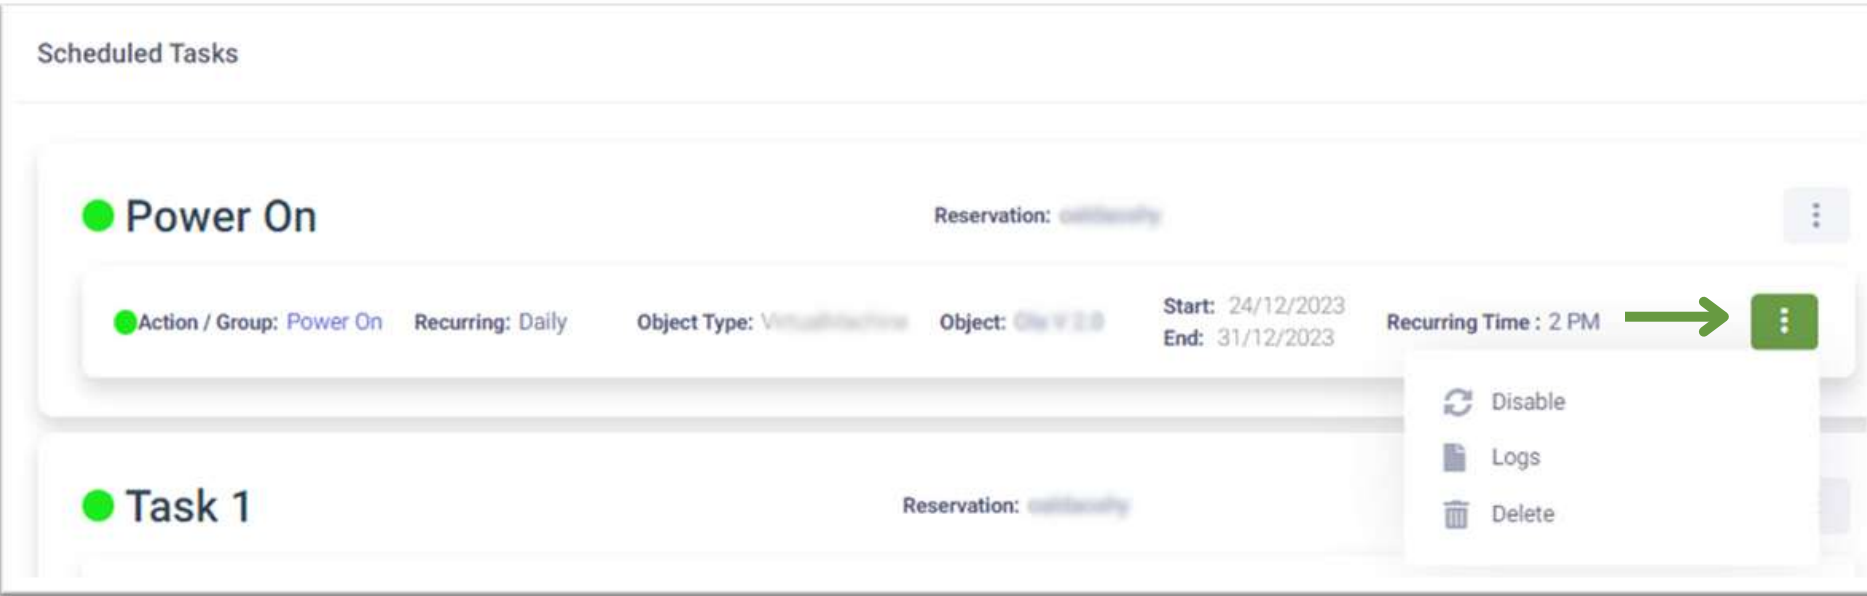 Scheduled Tasks
Power On
Reservation:
Action / Group: Power On Recurring: Daily Object Type: Object: Start: 24/12/2023 Recurring Time : 2 PM
End: 31/12/2023
Disable
Logs
Delete
Task 1
Reservation: